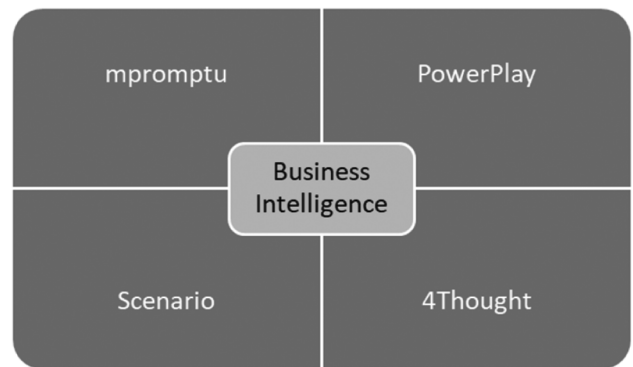 mpromptu
PowerPlay
Business
Intelligence
Scenario
4Thought